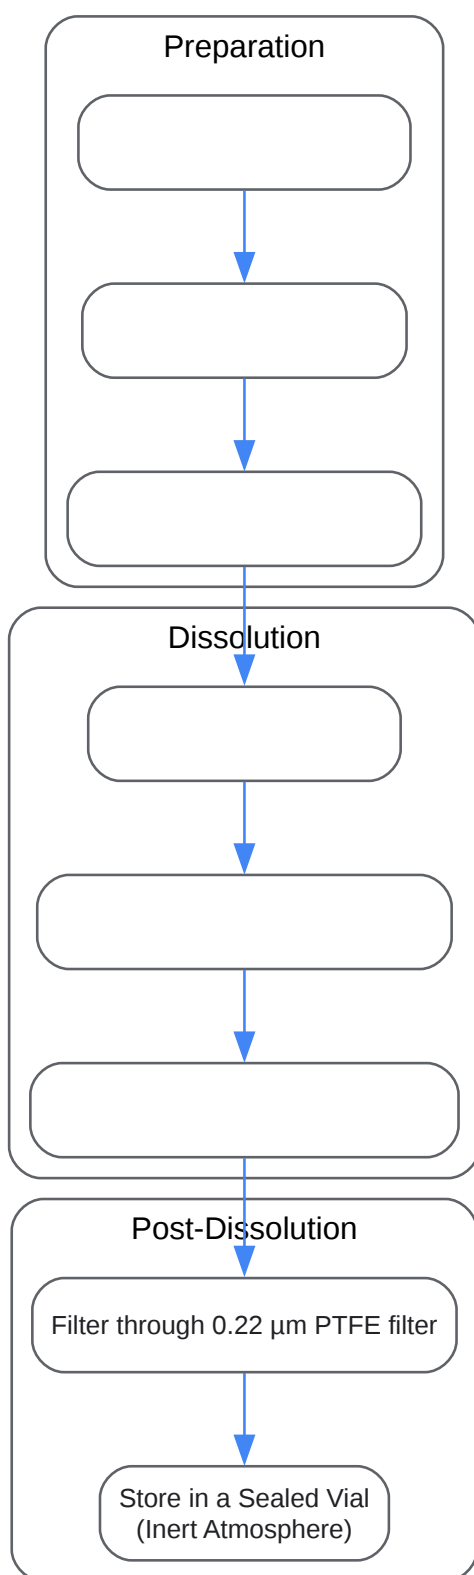 Preparation
Dissolution
Post-Dissolution
Filter through 0.22 µm PTFE filter
Store in a Sealed Vial
(Inert Atmosphere)